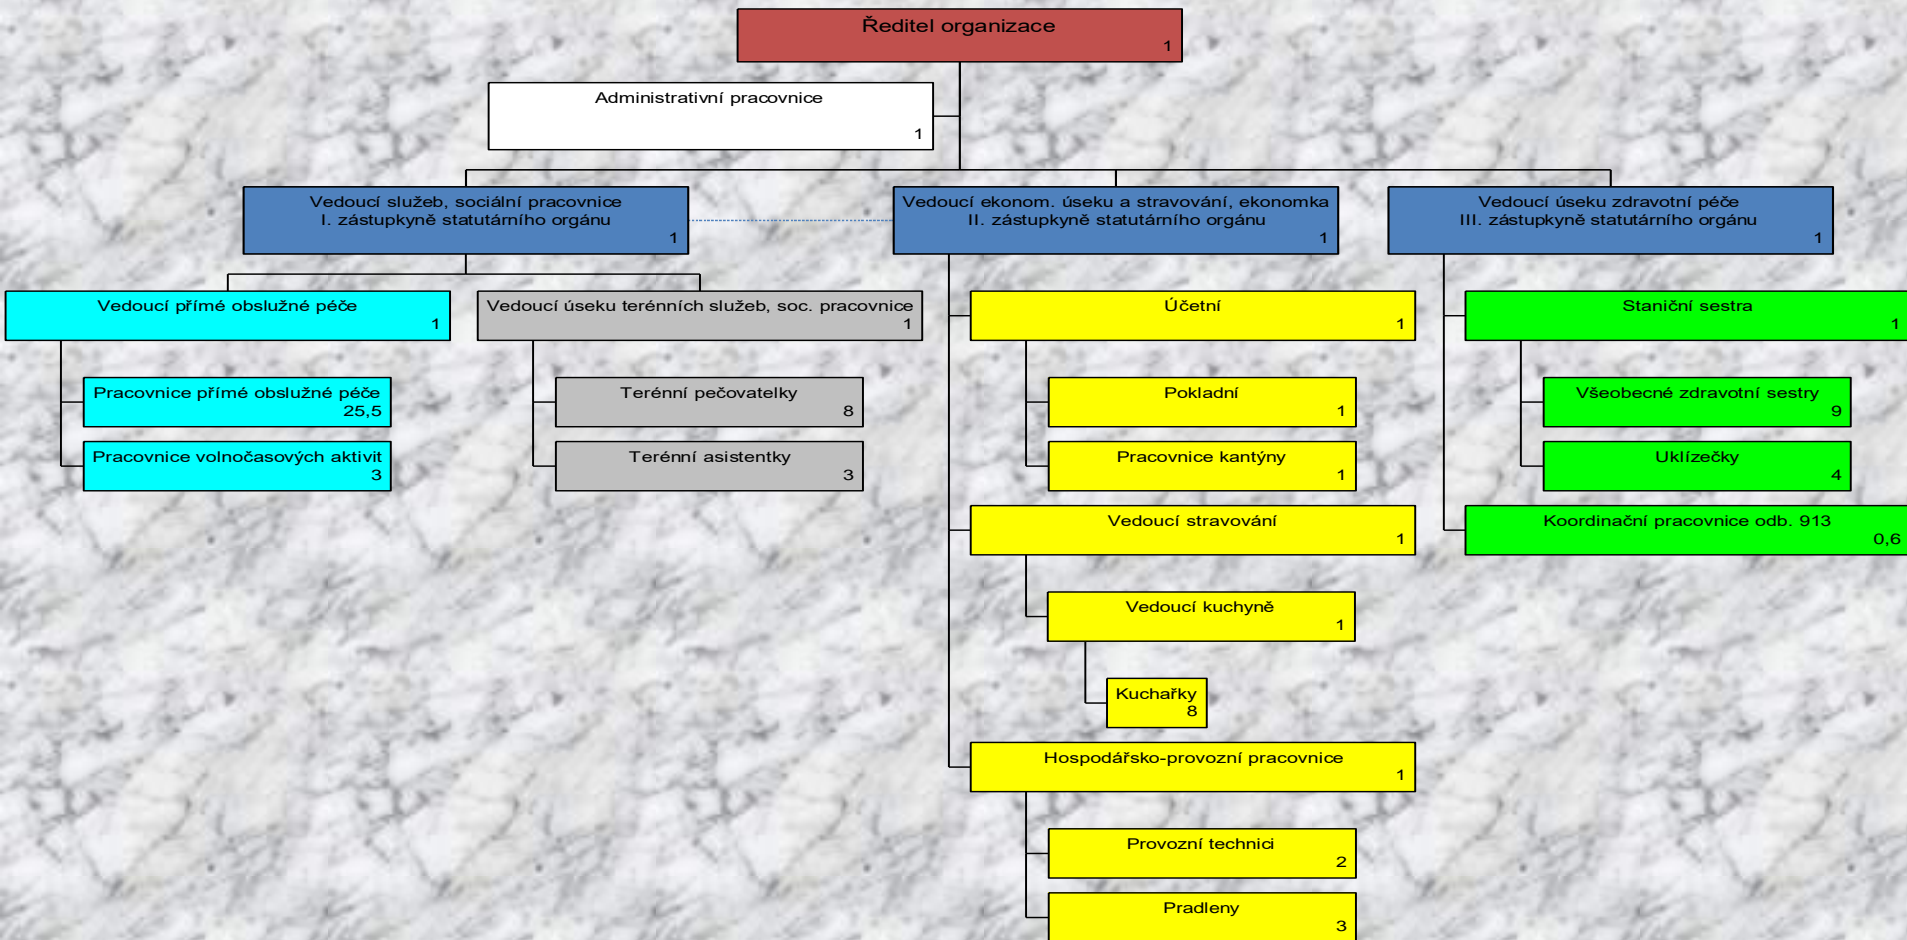 Ředitel organizace
1
Administrativní pracovnice
1
Vedoucí služeb, sociální pracovnice
I. zástupkyně statutárního orgánu
1
Vedoucí ekonom. úseku a stravování, ekonomka
II. zástupkyně statutárního orgánu
1
Vedoucí úseku zdravotní péče
III. zástupkyně statutárního orgánu
1
Vedoucí přímé obslužné péče
1
Pracovnice přímé obslužné péče
25,5
Pracovnice volnočasových aktivit
3
Vedoucí úseku terénních služeb, soc. pracovnice
1
Terénní pečovatelky
8
Terénní asistentky
3
Účetní
1
Pokladní
1
Pracovnice kantýny
1
Vedoucí stravování
1
Vedoucí kuchyně
1
Kuchařky
8
Hospodářsko-provozní pracovnice
1
Provozní technici
2
Pradleny
3
Staniční sestra
1
Všeobecné zdravotní sestry
9
Uklízečky
4
Koordinační pracovnice odb. 913
0,6